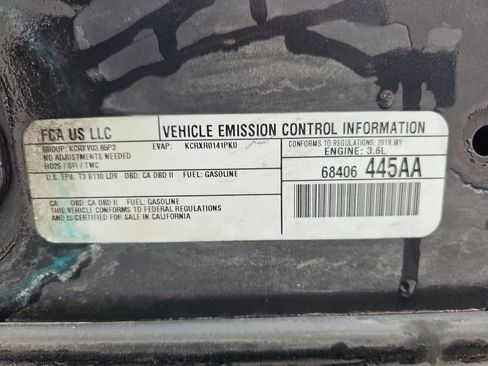 FCA US LLC
VEHICLE EMISSION CONTROL INFORMATION
GROUP: KCRXV03.65P3
EVAP: KCRXR0141PK0
CONFORMS TO REGULATIONS: 2019 MY
NO ADJUSTMENTS NEEDED
ENGINE: 3.6L
HO2S / SFI / TWC
68406 445AA
U.S. EPA: T3 B110 LDV OBD: CA OBD II FUEL: GASOLINE
CA: OBD: CA OBD II FUEL: GASOLINE
THIS VEHICLE CONFORMS TO FEDERAL REGULATIONS
AND IS CERTIFIED FOR SALE IN CALIFORNIA